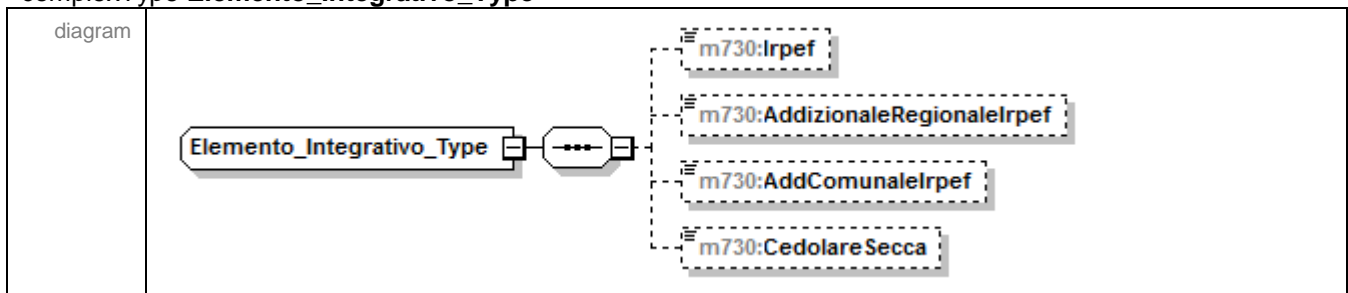 complexType Elemento_Integrativo_Type
diagram
m730:Irpef
m730:AddizionaleRegionaleIrpef
Elemento_Integrativo_Type
m730:AddComunaleIrpef
m730:CedolareSecca